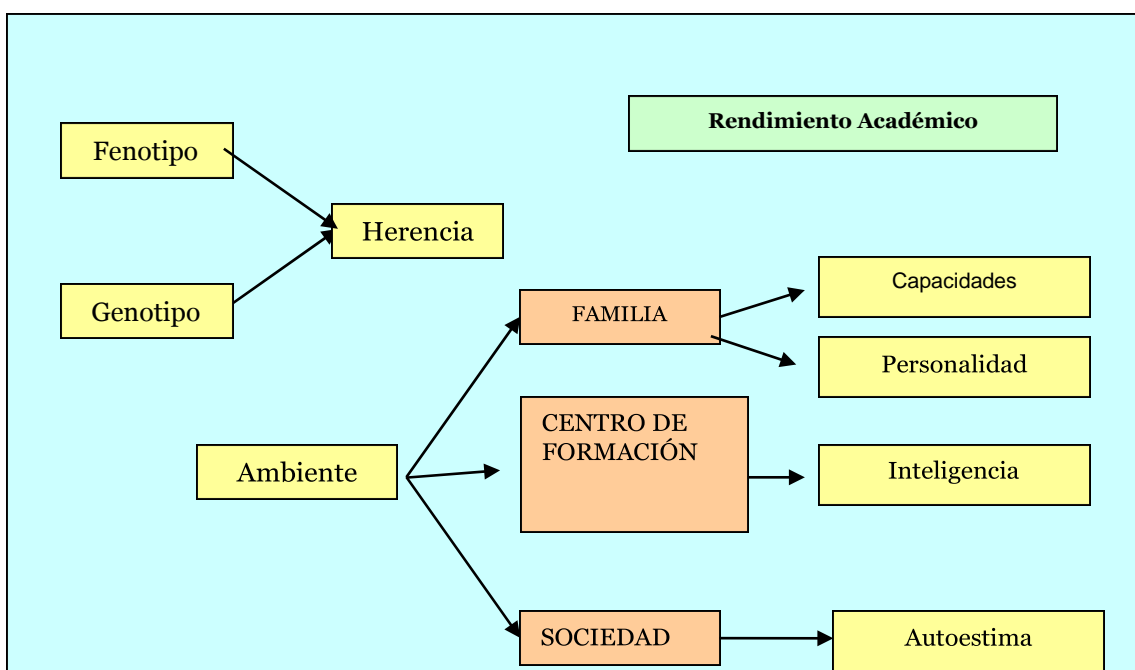 Rendimiento Académico
Fenotipo
Herencia
Genotipo
FAMILIA
Capacidades
Personalidad
CENTRO DE
FORMACIÓN
Ambiente
Inteligencia
SOCIEDAD
Autoestima